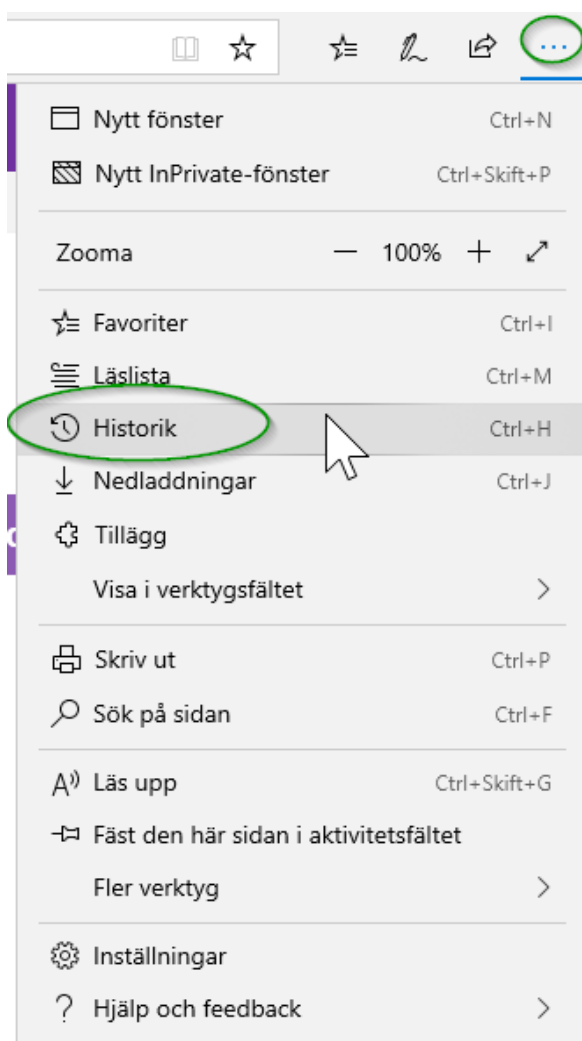 ...
Nytt fönster Ctrl+N
Nytt InPrivate-fönster Ctrl+Skift+P
Zooma — 100% +
Favoriter Ctrl+I
Läslista Ctrl+M
Historik Ctrl+H
Nedladdningar Ctrl+J
Tillägg
Visa i verktygsfältet >
Skriv ut Ctrl+P
Sök på sidan Ctrl+F
Läs upp Ctrl+Skift+G
Fäst den här sidan i aktivitetsfältet
Fler verktyg >
Inställningar
? Hjälp och feedback >